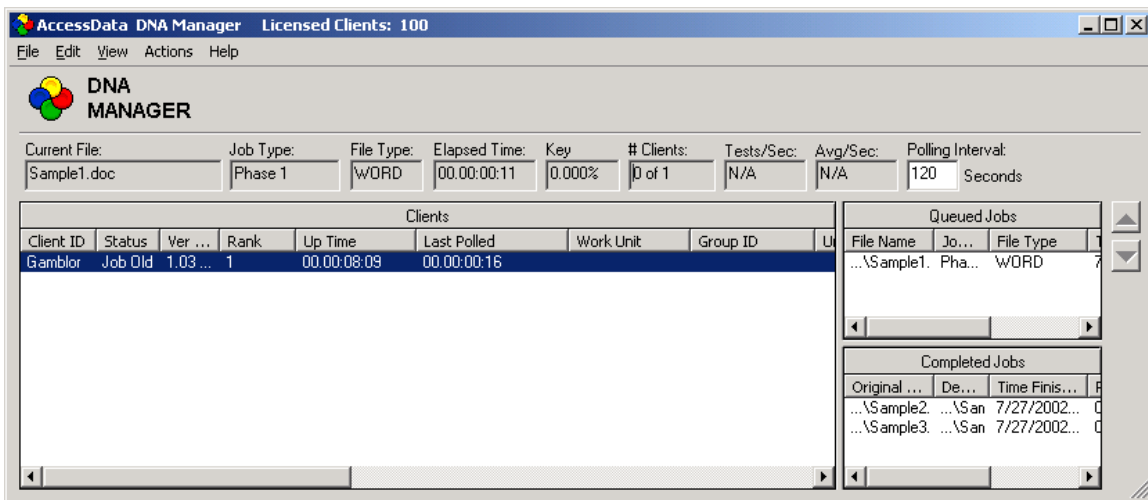 AccessData DNA Manager Licensed Clients: 100
File Edit View Actions Help
DNA
MANAGER
Current File: Job Type: File Type: Elapsed Time: Key # Clients: Tests/Sec: Avg/Sec: Polling Interval:
Sample1.doc Phase 1 WORD 00.00:00:11 0.000% 0 of 1 N/A N/A 120 Seconds
Clients
Client ID Status Ver ... Rank Up Time Last Polled Work Unit Group ID
Gamblor Job Old 1.03 ... 1 00.00:08:09 00.00:00:16
Queued Jobs
File Name Jo... File Type
...\Sample1. Pha... WORD 7
Completed Jobs
Original ... De... Time Finis...
...\Sample2. ...\San 7/27/2002...
...\Sample3. ...\San 7/27/2002...